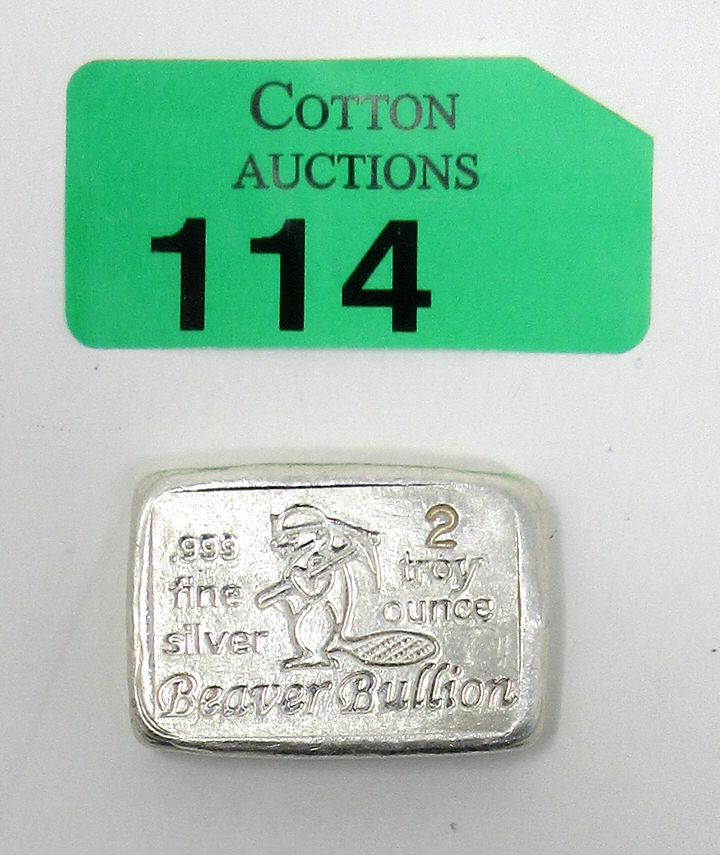 COTTON
AUCTIONS
114
.999
fine
silver
2
troy
ounce
Beaver Bullion